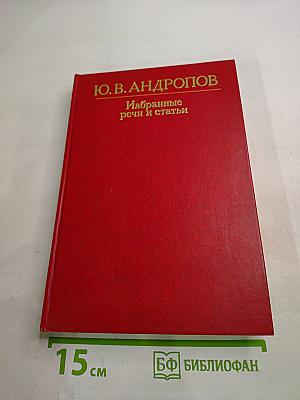 Ю. В. АНДРОПОВ
Избранные
речи и статьи
15 см
БФ БИБЛИОФАН